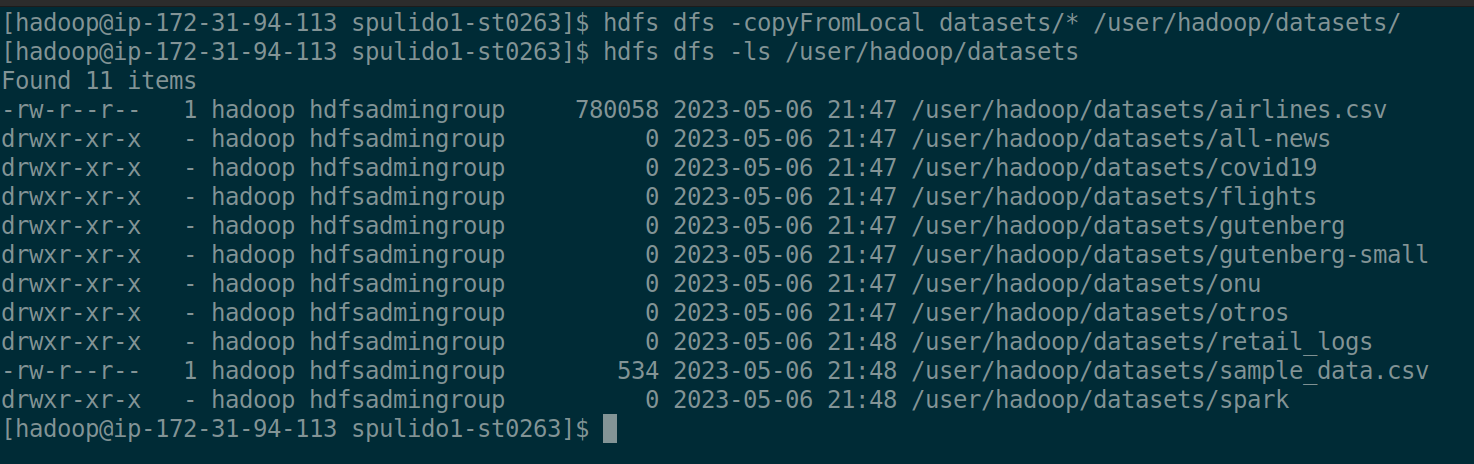 [hadoop@ip-172-31-94-113 spulido1-st0263]$ hdfs dfs -copyFromLocal datasets/* /user/hadoop/datasets/
[hadoop@ip-172-31-94-113 spulido1-st0263]$ hdfs dfs -ls /user/hadoop/datasets
Found 11 items
-rw-r--r--   1 hadoop hdfsadmingroup     780058 2023-05-06 21:47 /user/hadoop/datasets/airlines.csv
drwxr-xr-x   - hadoop hdfsadmingroup          0 2023-05-06 21:47 /user/hadoop/datasets/all-news
drwxr-xr-x   - hadoop hdfsadmingroup          0 2023-05-06 21:47 /user/hadoop/datasets/covid19
drwxr-xr-x   - hadoop hdfsadmingroup          0 2023-05-06 21:47 /user/hadoop/datasets/flights
drwxr-xr-x   - hadoop hdfsadmingroup          0 2023-05-06 21:47 /user/hadoop/datasets/gutenberg
drwxr-xr-x   - hadoop hdfsadmingroup          0 2023-05-06 21:47 /user/hadoop/datasets/gutenberg-small
drwxr-xr-x   - hadoop hdfsadmingroup          0 2023-05-06 21:47 /user/hadoop/datasets/onu
drwxr-xr-x   - hadoop hdfsadmingroup          0 2023-05-06 21:47 /user/hadoop/datasets/otros
drwxr-xr-x   - hadoop hdfsadmingroup          0 2023-05-06 21:48 /user/hadoop/datasets/retail_logs
-rw-r--r--   1 hadoop hdfsadmingroup        534 2023-05-06 21:48 /user/hadoop/datasets/sample_data.csv
drwxr-xr-x   - hadoop hdfsadmingroup          0 2023-05-06 21:48 /user/hadoop/datasets/spark
[hadoop@ip-172-31-94-113 spulido1-st0263]$